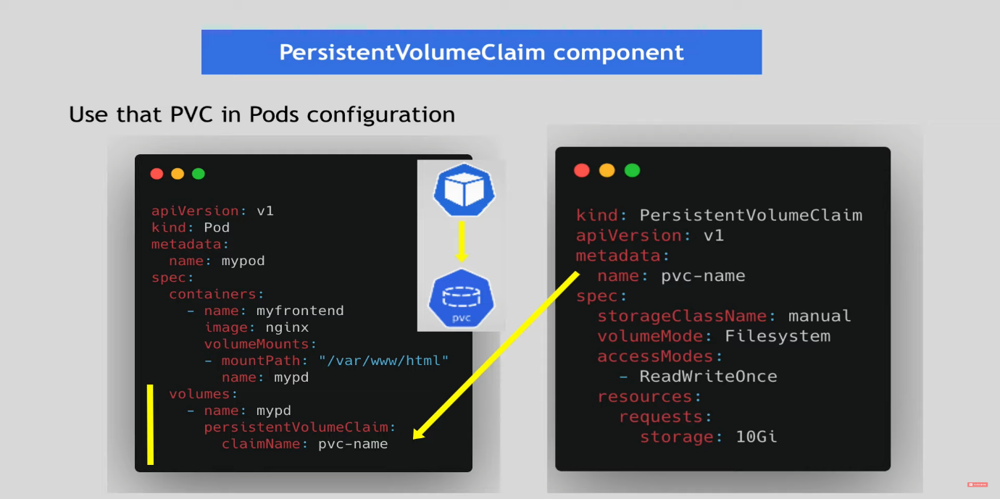 PersistentVolumeClaim component
Use that PVC in Pods configuration
apiVersion: v1
kind: Pod
metadata:
  name: mypod
spec:
  containers:
    - name: myfrontend
      image: nginx
      volumeMounts:
      - mountPath: "/var/www/html"
        name: mypd
  volumes:
    - name: mypd
      persistentVolumeClaim:
        claimName: pvc-name
pvc
kind: PersistentVolumeClaim
apiVersion: v1
metadata:
  name: pvc-name
spec:
  storageClassName: manual
  volumeMode: Filesystem
  accessModes:
    - ReadWriteOnce
  resources:
    requests:
      storage: 10Gi